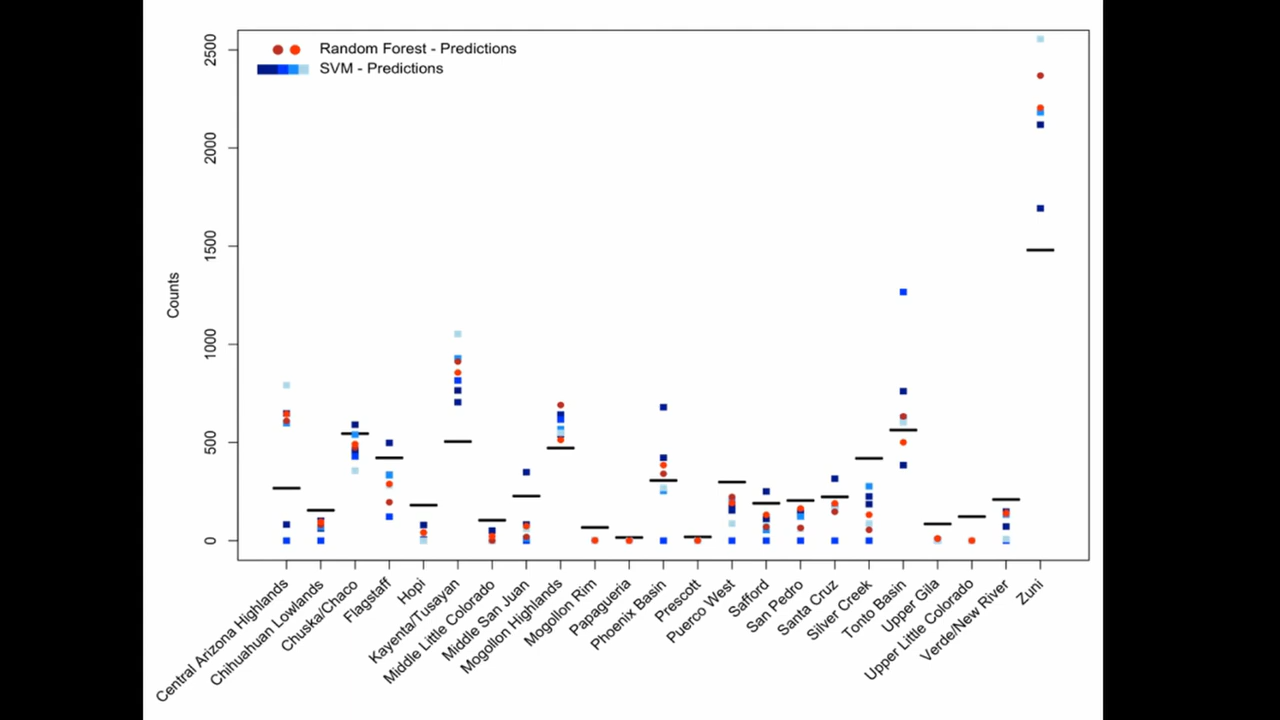 Random Forest - Predictions
SVM - Predictions
Counts
2500
2000
1500
1000
500
0
Central Arizona Highlands
Chihuahuan Lowlands
Chuska/Chaco
Flagstaff
Hopi
Kayenta/Tusayan
Middle Little Colorado
Middle San Juan
Mogollon Highlands
Mogollon Rim
Papagueria
Phoenix Basin
Prescott
Puerco West
Safford
San Pedro
Santa Cruz
Silver Creek
Tonto Basin
Upper Gila
Upper Little Colorado
Verde/New River
Zuni